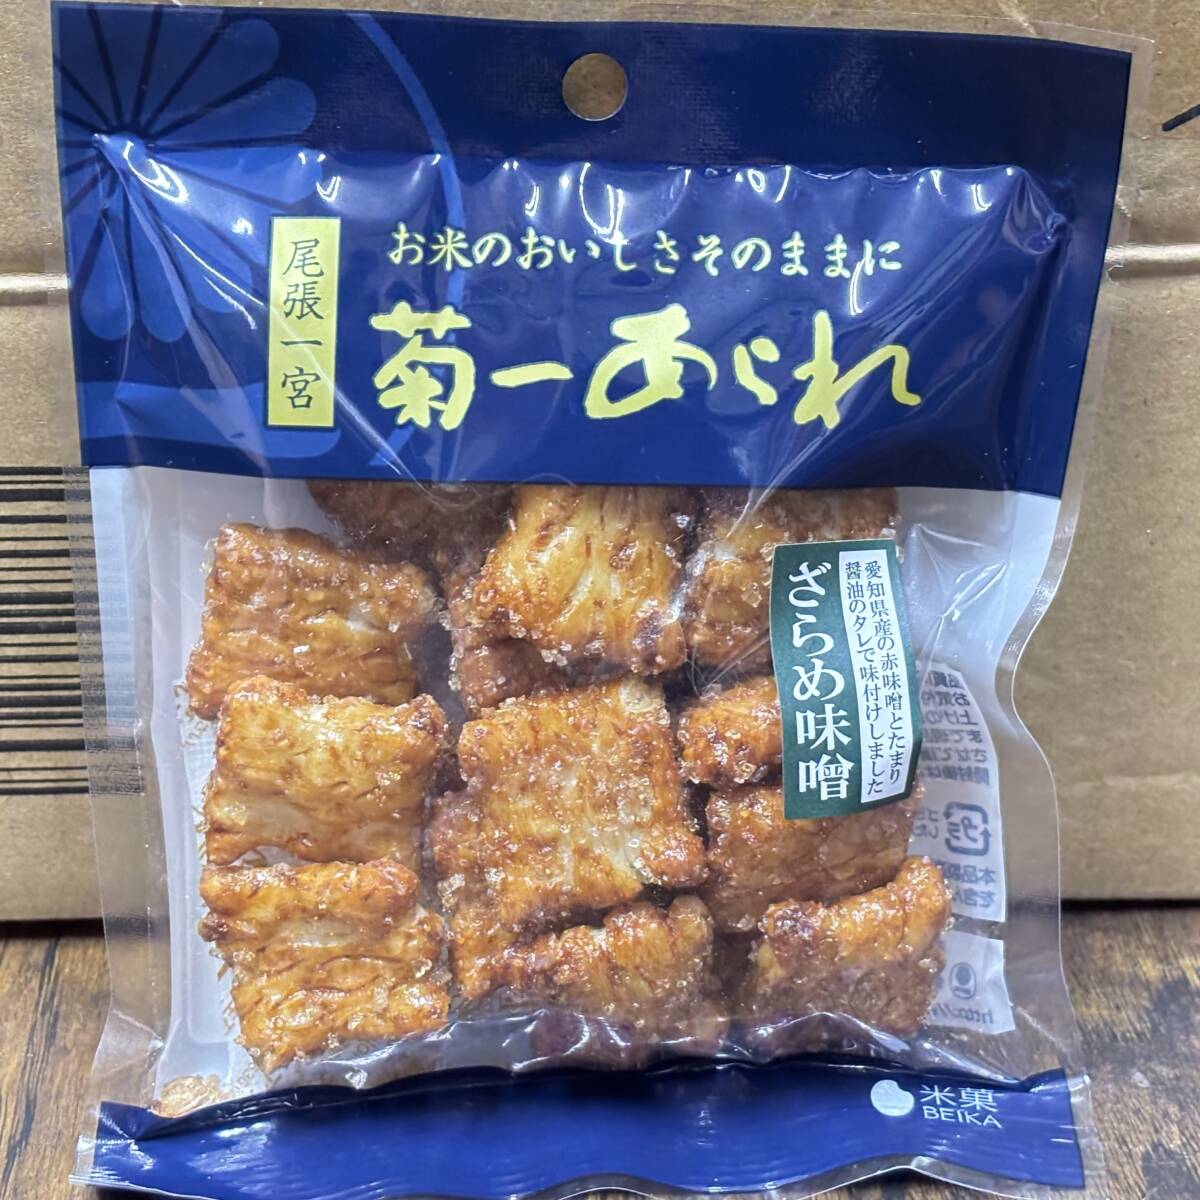 尾張一宮
お米のおいしさそのままに
菊一あられ
愛知県産の赤味噌とたまり
醤油のタレで味付けしました
ざらめ味噌
プラ
米菓
BEIKA